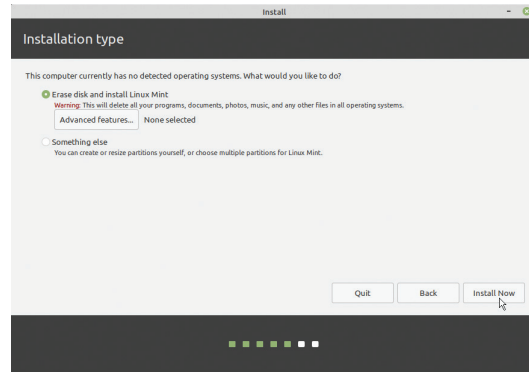 Install
Installation type
This computer currently has no detected operating systems. What would you like to do?
Erase disk and install Linux Mint
Warning: This will delete all your programs, documents, photos, music, and any other files in all operating systems.
Advanced features... None selected
Something else
You can create or resize partitions yourself, or choose multiple partitions for Linux Mint.
Quit Back Install Now